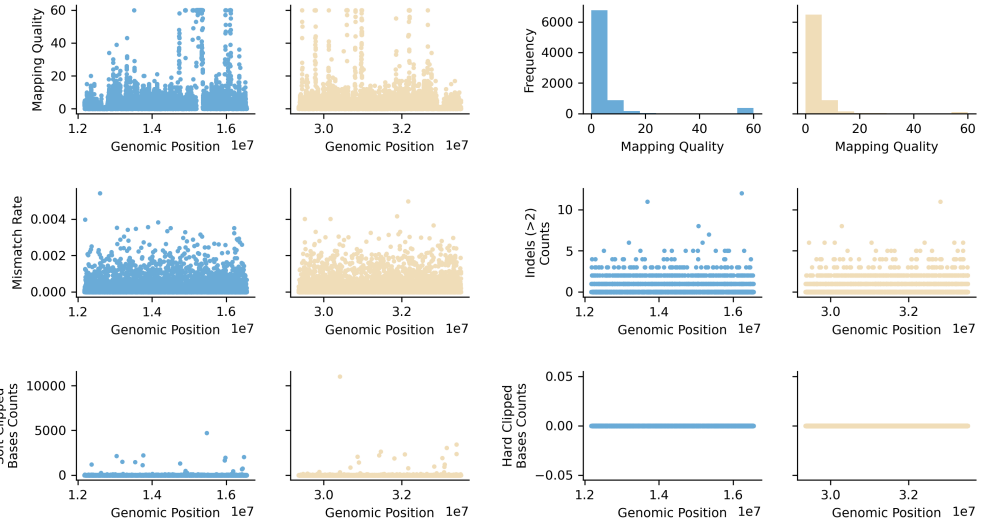 60
40
20
0
Mapping Quality
1.2
1.4
1.6
Genomic Position
1e7
3.0
3.2
Genomic Position
1e7
6000
4000
2000
0
Frequency
0
20
40
60
Mapping Quality
0
20
40
60
Mapping Quality
0.004
0.002
0.000
Mismatch Rate
1.2
1.4
1.6
Genomic Position
1e7
3.0
3.2
Genomic Position
1e7
10
5
0
Indels (>2)
Counts
1.2
1.4
1.6
Genomic Position
1e7
3.0
3.2
Genomic Position
1e7
10000
5000
0
Clipped
Bases Counts
1.2
1.4
1.6
Genomic Position
1e7
3.0
3.2
Genomic Position
1e7
0.05
0.00
−0.05
Hard Clipped
Bases Counts
1.2
1.4
1.6
Genomic Position
1e7
3.0
3.2
Genomic Position
1e7